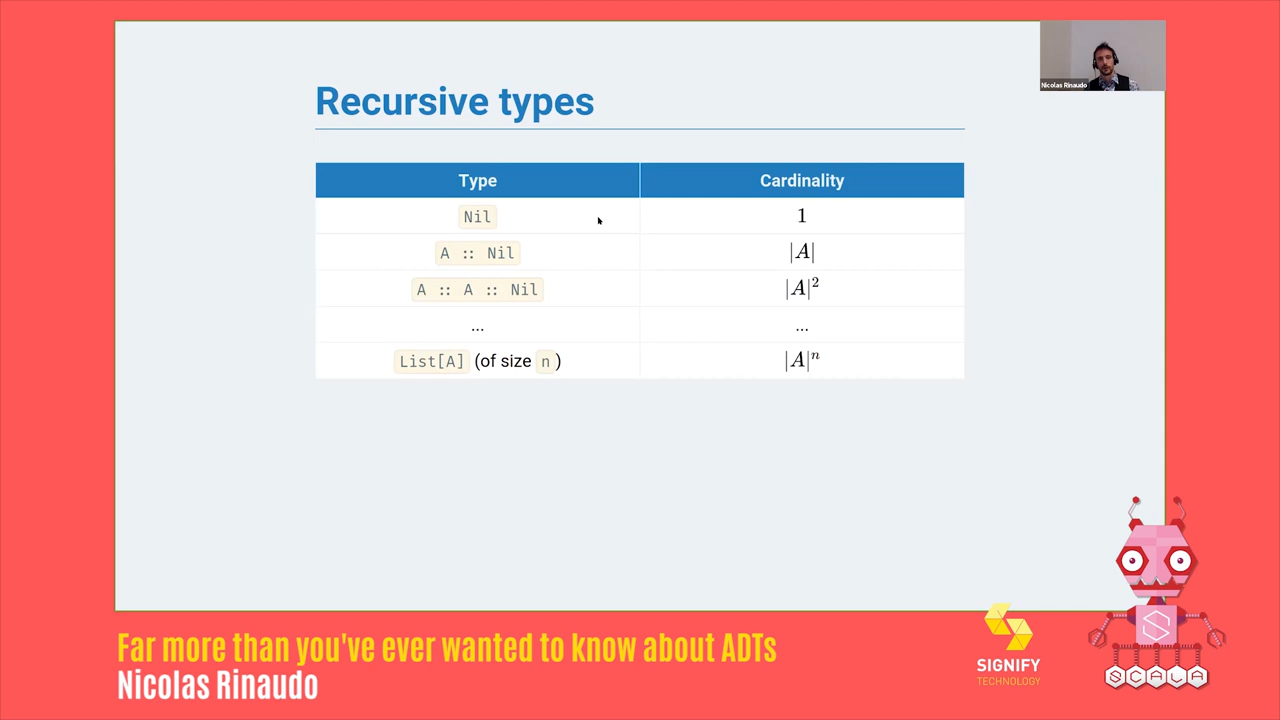 Nicolas Rinaudo
Recursive types
Type Cardinality
Nil 1
A :: Nil |A|
A :: A :: Nil |A|²
... ...
List[A] (of size n) |A|ⁿ
Far more than you've ever wanted to know about ADTs
Nicolas Rinaudo
SIGNIFY
TECHNOLOGY
S
SCALA